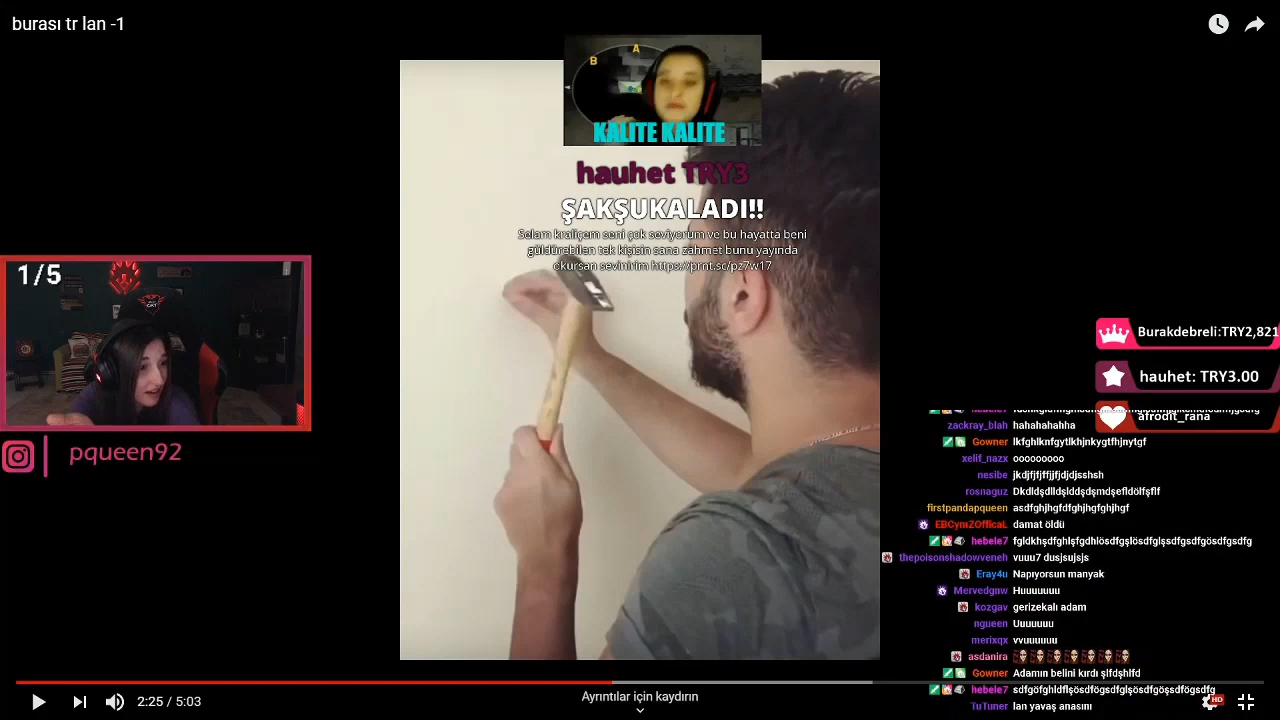 burası tr lan -1
A
B
KALITE KALITE
hauhet TRY3
ŞAKŞUKALADI!!
Selam kraliçem seni çok seviyorum ve bu hayatta beni
güldürebilen tek kişisin sana zahmet bunu yayında
okursan sevinirim https://prnt.sc/pz7w17
1/5
pqueen92
Burakdebreli:TRY2,821
hauhet: TRY3.00
afrodit_rana
hebele7
zackray_blah hahahahahha
Gowner lkfghlknfgytlkhjnkygtfhjnytgf
xelif_nazx ooooooooo
nesibe jkdjfjfjffjjfjdjdjsshsh
rosnaguz Dkdldşdlldşlddşdşmdşefldölfşflf
firstpandapqueen asdfghjhgfdfghjhgfghjhgf
EBCymZOfficaL damat öldü
hebele7 fgldkhşdfghlşfgdhlösdfgşlösdfglşsdfgsdfgösdfgsdfg
thepoisonshadowveneh vuuu7 dusjsujsjs
Eray4u Napıyorsun manyak
Mervedgnw Huuuuuuu
kozgav gerizekalı adam
ngueen Uuuuuuu
merixqx vvuuuuuu
asdanira
Gowner Adamın belini kırdı şlfdşhlfd
hebele7 sdfgöfghldflşösdfögsdfglşösdfgöşsdfögsdfg
TuTuner lan yavaş anasını
2:25 / 5:03
Ayrıntılar için kaydırın
HD